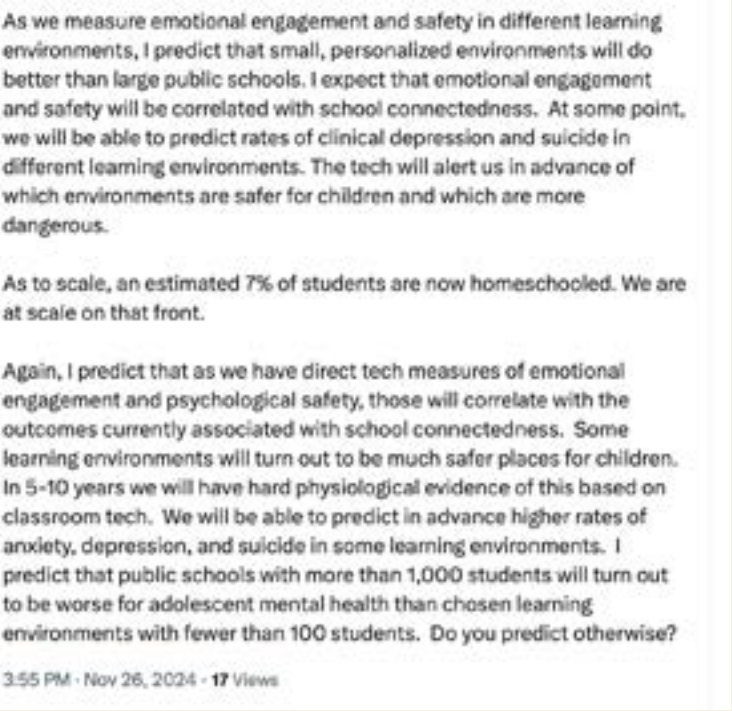 As we measure emotional engagement and safety in different learning
environments, I predict that small, personalized environments will do
better than large public schools. I expect that emotional engagement
and safety will be correlated with school connectedness.  At some point,
we will be able to predict rates of clinical depression and suicide in
different learning environments. The tech will alert us in advance of
which environments are safer for children and which are more
dangerous.
As to scale, an estimated 7% of students are now homeschooled. We are
at scale on that front.
Again, I predict that as we have direct tech measures of emotional
engagement and psychological safety, those will correlate with the
outcomes currently associated with school connectedness.  Some
learning environments will turn out to be much safer places for children.
In 5-10 years we will have hard physiological evidence of this based on
classroom tech.  We will be able to predict in advance higher rates of
anxiety, depression, and suicide in some learning environments.  I
predict that public schools with more than 1,000 students will turn out
to be worse for adolescent mental health than chosen learning
environments with fewer than 100 students.  Do you predict otherwise?
3:55 PM · Nov 26, 2024 · 17 Views